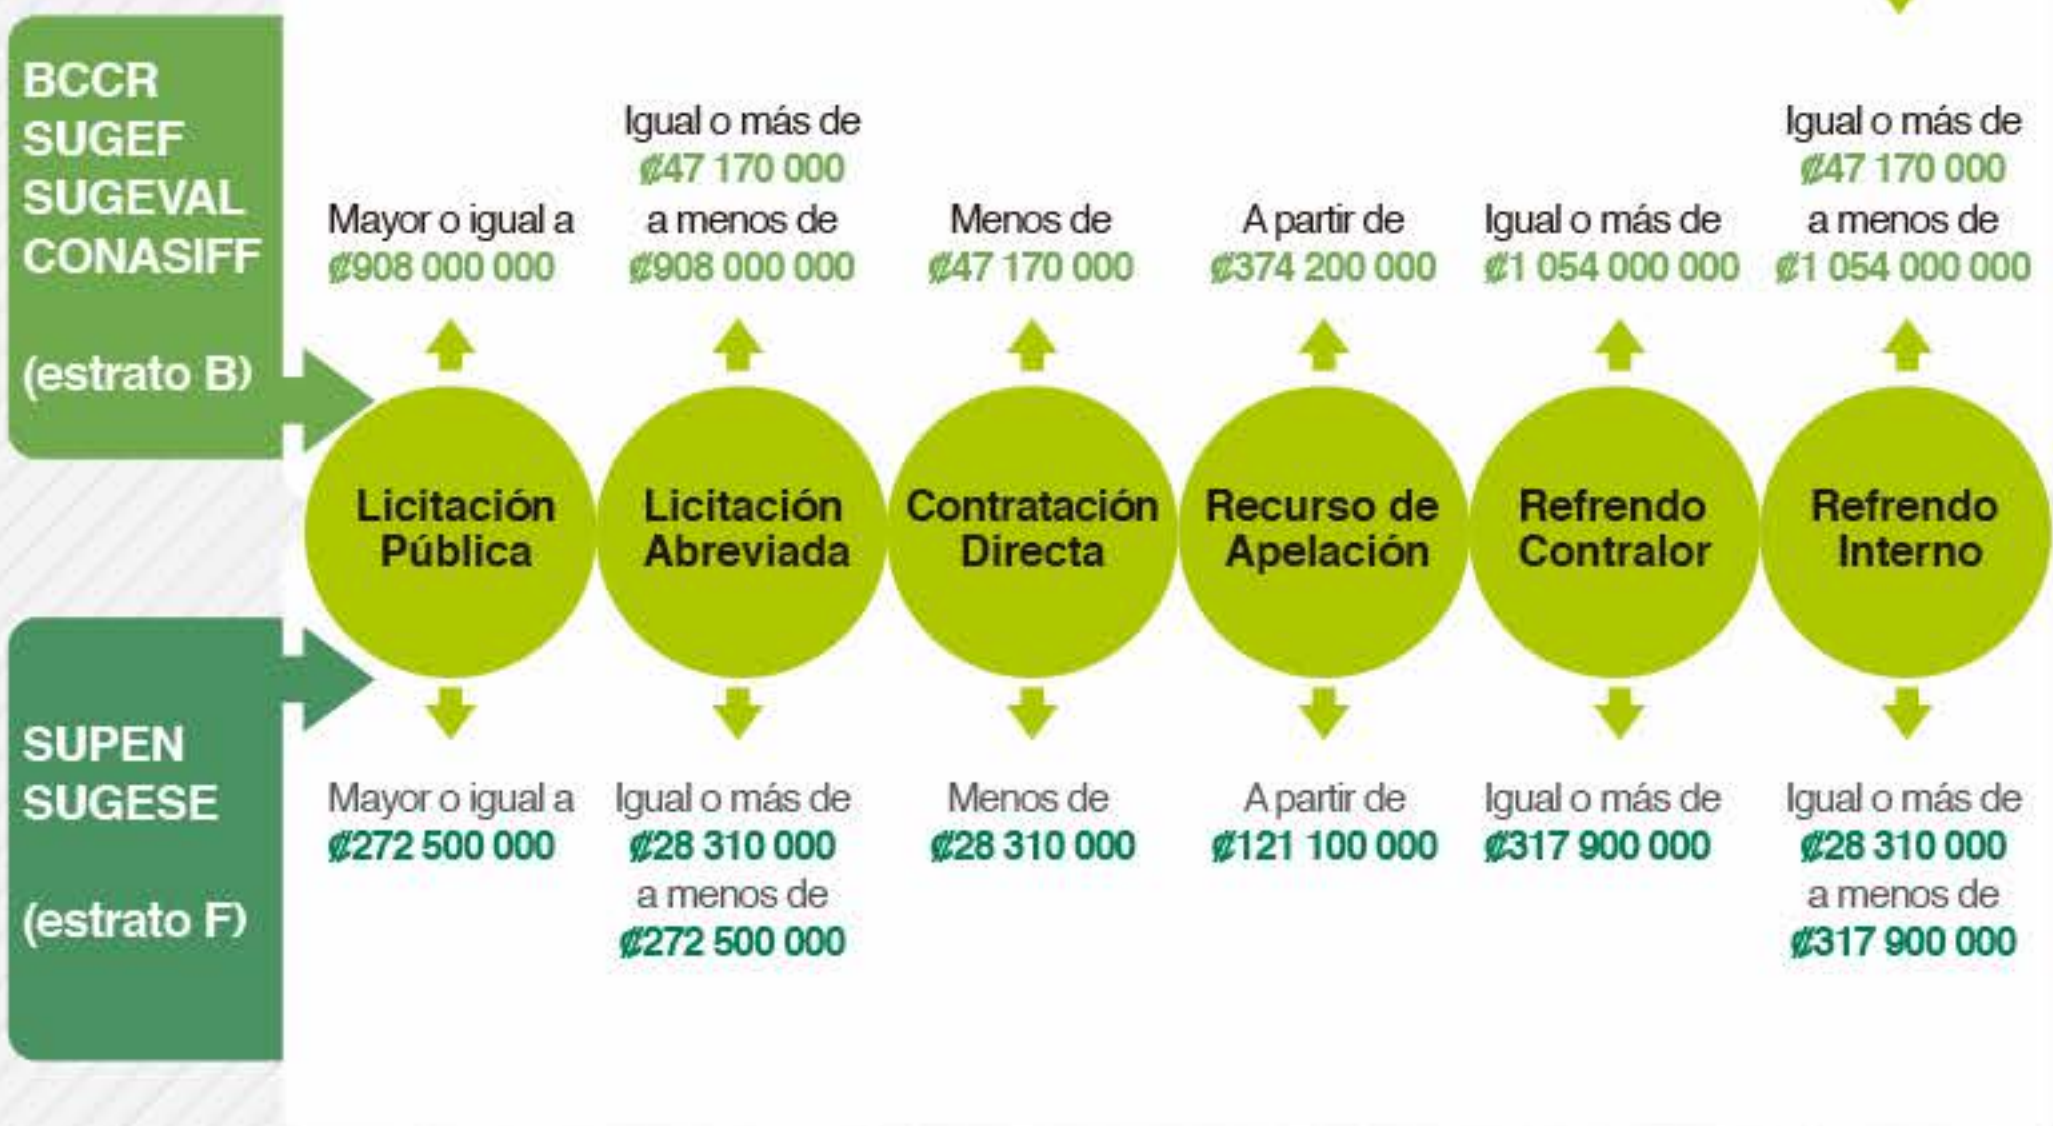 BCCR
SUGEF
SUGEVAL
CONASIFF
(estrato B)
Mayor o igual a
₡908 000 000
Igual o más de
₡47 170 000
a menos de
₡908 000 000
Menos de
₡47 170 000
A partir de
₡374 200 000
Igual o más de
₡1 054 000 000
Igual o más de
₡47 170 000
a menos de
₡1 054 000 000
Licitación
Pública
Licitación
Abreviada
Contratación
Directa
Recurso de
Apelación
Refrendo
Contralor
Refrendo
Interno
SUPEN
SUGESE
(estrato F)
Mayor o igual a
₡272 500 000
Igual o más de
₡28 310 000
a menos de
₡272 500 000
Menos de
₡28 310 000
A partir de
₡121 100 000
Igual o más de
₡317 900 000
Igual o más de
₡28 310 000
a menos de
₡317 900 000